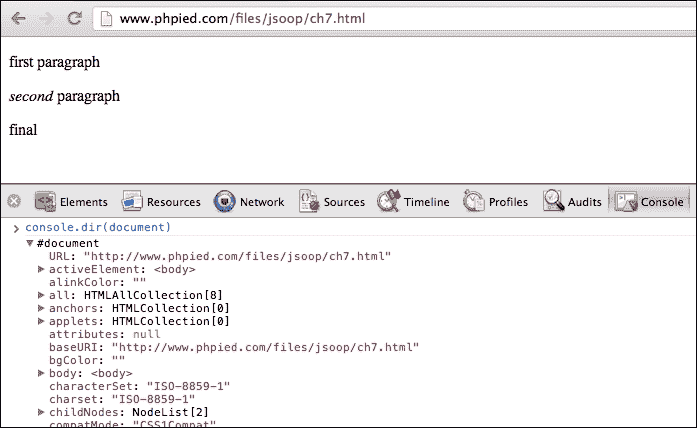 www.phpied.com/files/jsoop/ch7.html
first paragraph
second paragraph
final
Elements Resources Network Sources Timeline Profiles Audits Console
> console.dir(document)
▼#document
URL: "http://www.phpied.com/files/jsoop/ch7.html"
▶ activeElement: <body>
alinkColor: ""
▶ all: HTMLAllCollection[8]
▶ anchors: HTMLCollection[0]
▶ applets: HTMLCollection[0]
attributes: null
baseURI: "http://www.phpied.com/files/jsoop/ch7.html"
bgColor: ""
▶ body: <body>
characterSet: "ISO-8859-1"
charset: "ISO-8859-1"
▶ childNodes: NodeList[2]
compatMode: "CSS1Compat"